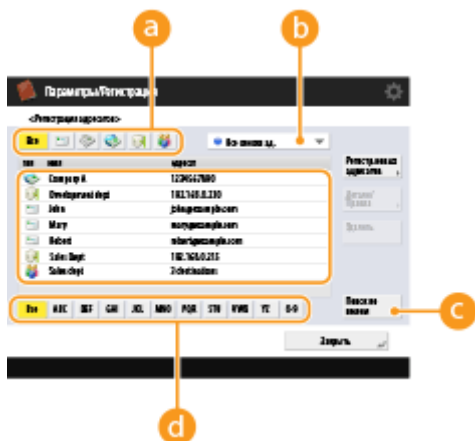 a
b
Параметры/Регистрация
<Регистрация адресатов>
Все
Все списки ад.
тип имя Адресат
Регистрация нов. адресатов
Company A 1234567890
Development dept 192.168.0.230
Детали/
Правка
John john@example.com
Mary mary@example.com
Удалить
Robert robert@example.com
Sales Dept 192.168.0.215
Sales dept 3 destinations
Все ABC DEF GHI JKL MNO PQR STU VWX YZ 0-9
Поиск по
имени
c
Закрыть
d